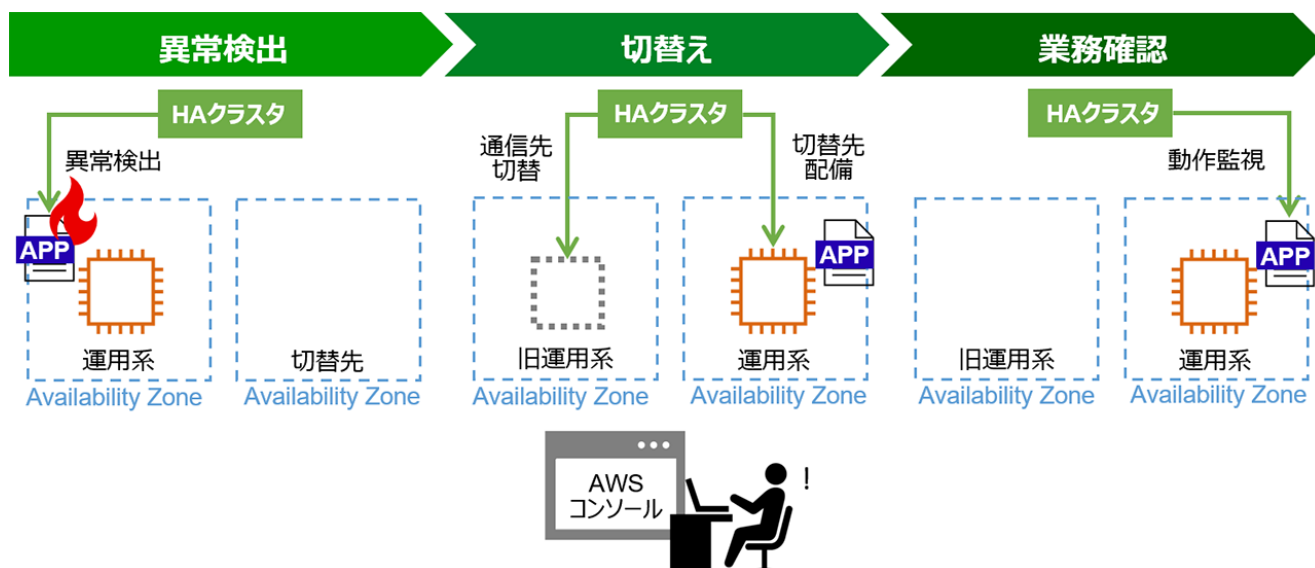 異常検出
切替え
業務確認
HAクラスタ
異常検出
APP
運用系
Availability Zone
切替先
Availability Zone
HAクラスタ
通信先
切替
切替先
配備
旧運用系
Availability Zone
APP
運用系
Availability Zone
HAクラスタ
動作監視
旧運用系
Availability Zone
APP
運用系
Availability Zone
AWS
コンソール
!